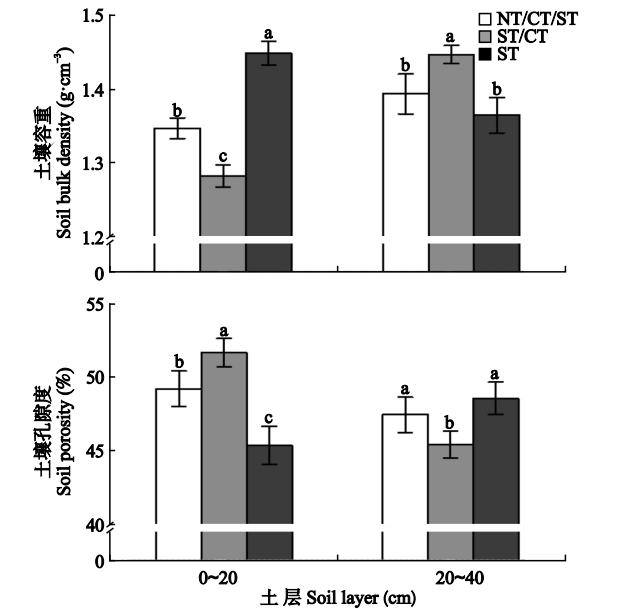 1.5
1.4
1.3
1.2
0
土壤容重
Soil bulk density (g·cm⁻³)
NT/CT/ST
ST/CT
ST
b
c
a
b
a
b
55
50
45
40
0
土壤孔隙度
Soil porosity (%)
b
a
c
a
b
a
0~20
20~40
土 层 Soil layer (cm)